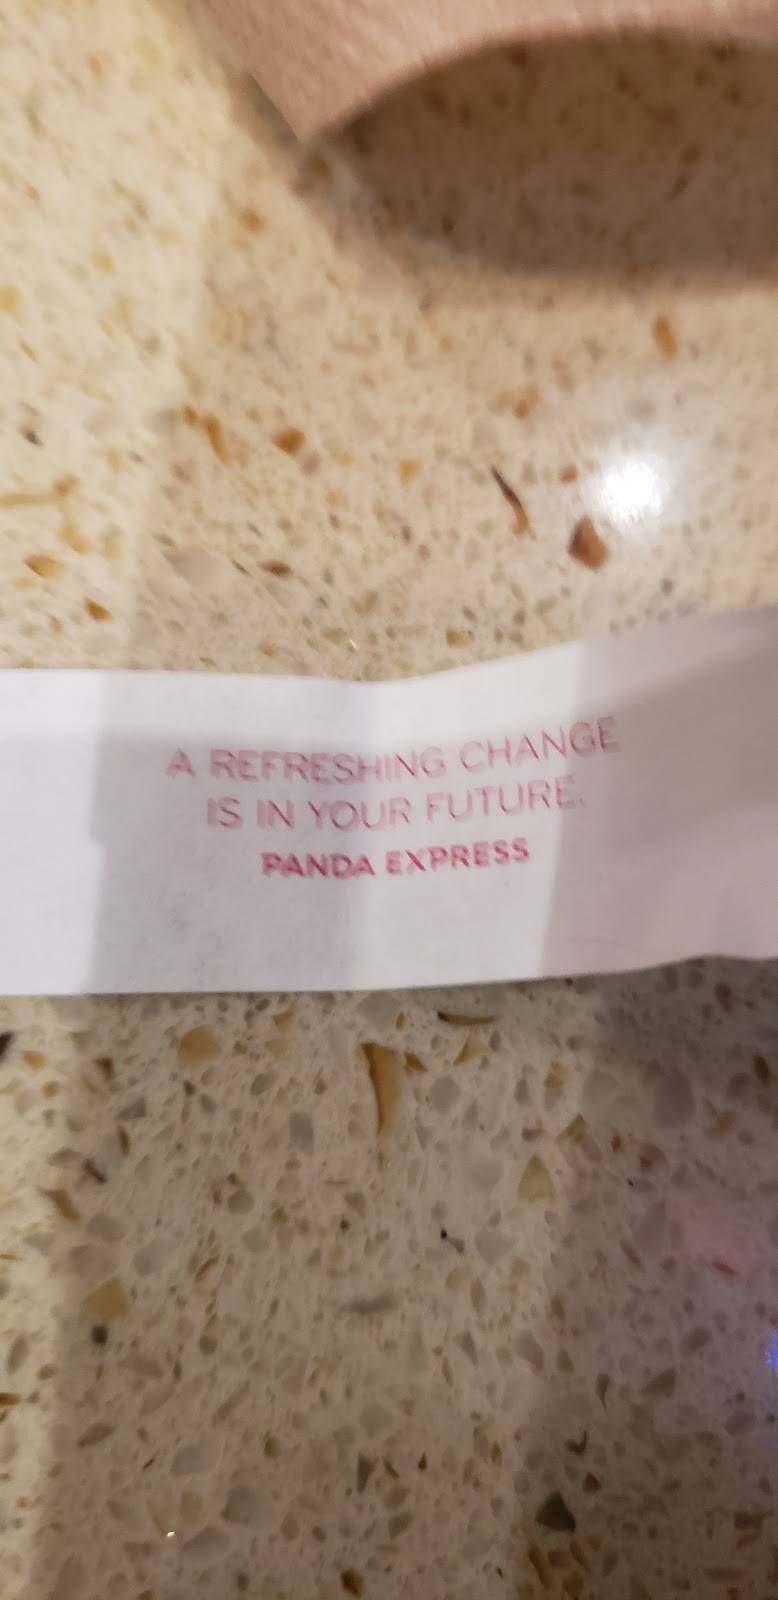 A REFRESHING CHANGE
IS IN YOUR FUTURE.
PANDA EXPRESS